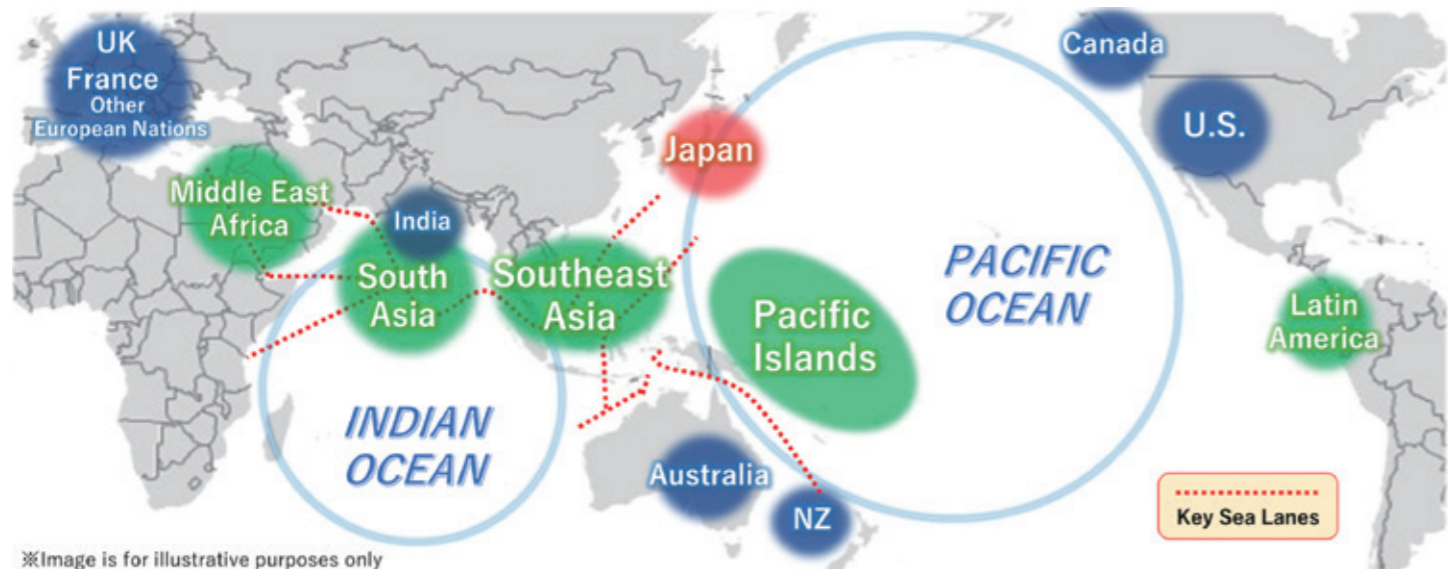 UK
France
Other
European Nations
Middle East
Africa
India
South
Asia
Southeast
Asia
Japan
Pacific
Islands
PACIFIC
OCEAN
INDIAN
OCEAN
Canada
U.S.
Latin
America
Australia
NZ
Key Sea Lanes
※Image is for illustrative purposes only